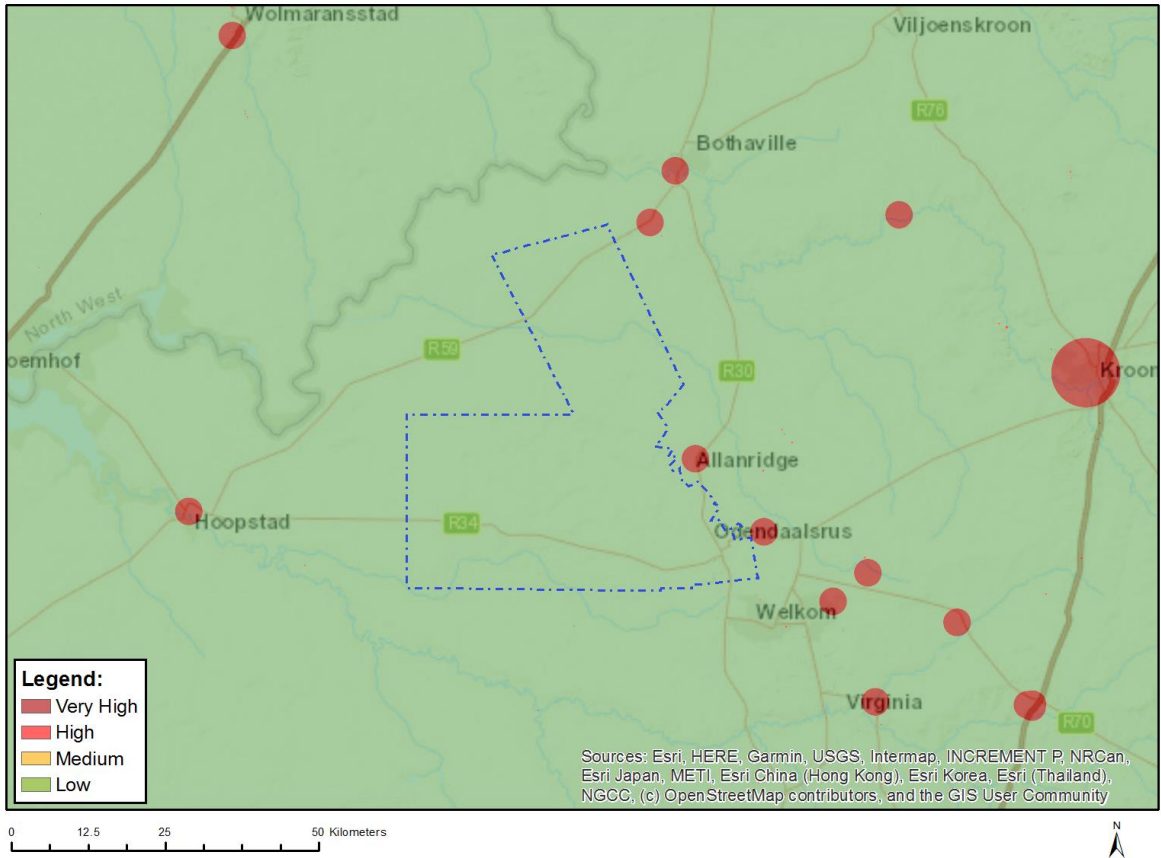 Wolmaransstad
Viljoenskroon
R76
Bothaville
North West
oemhof
R59
R30
Kroon
Allanridge
Hoopstad
R34
Odendaalsrus
Welkom
Virginia
R70
Legend:
Very High
High
Medium
Low
Sources: Esri, HERE, Garmin, USGS, Intermap, INCREMENT P, NRCan,
Esri Japan, METI, Esri China (Hong Kong), Esri Korea, Esri (Thailand),
NGCC, (c) OpenStreetMap contributors, and the GIS User Community
0 12.5 25 50 Kilometers
N